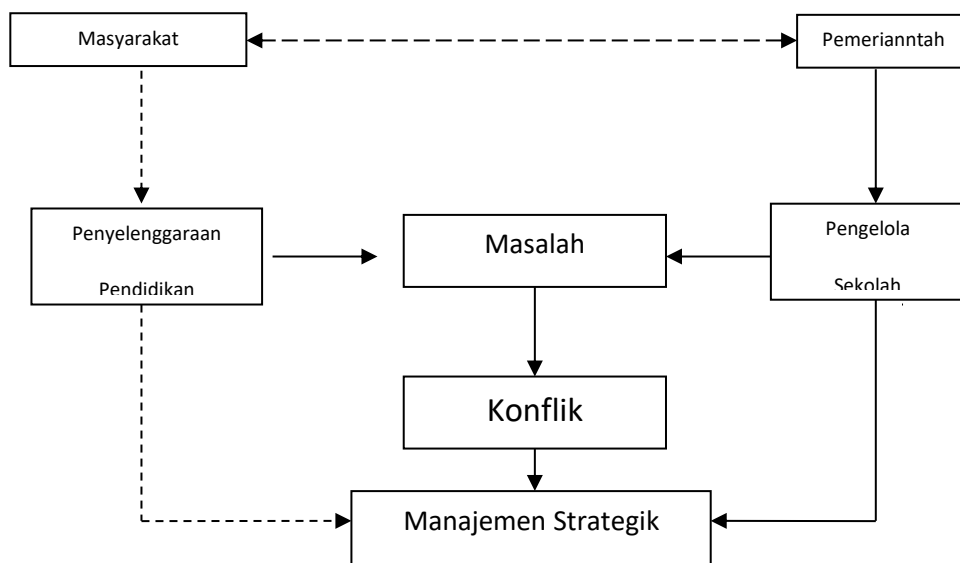 Masyarakat
Pemerianntah
Penyelenggaraan
Pendidikan
Masalah
Pengelola
Sekolah
Konflik
Manajemen Strategik